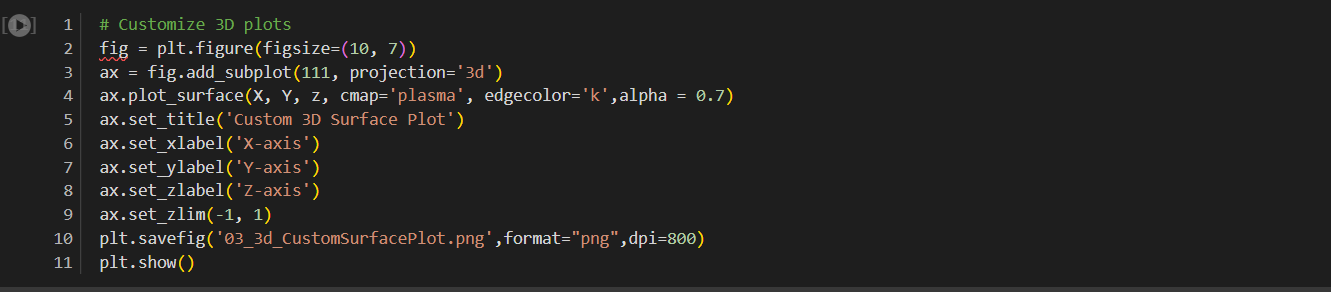 1 # Customize 3D plots
2 fig = plt.figure(figsize=(10, 7))
3 ax = fig.add_subplot(111, projection='3d')
4 ax.plot_surface(X, Y, z, cmap='plasma', edgecolor='k',alpha = 0.7)
5 ax.set_title('Custom 3D Surface Plot')
6 ax.set_xlabel('X-axis')
7 ax.set_ylabel('Y-axis')
8 ax.set_zlabel('Z-axis')
9 ax.set_zlim(-1, 1)
10 plt.savefig('03_3d_CustomSurfacePlot.png',format="png",dpi=800)
11 plt.show()